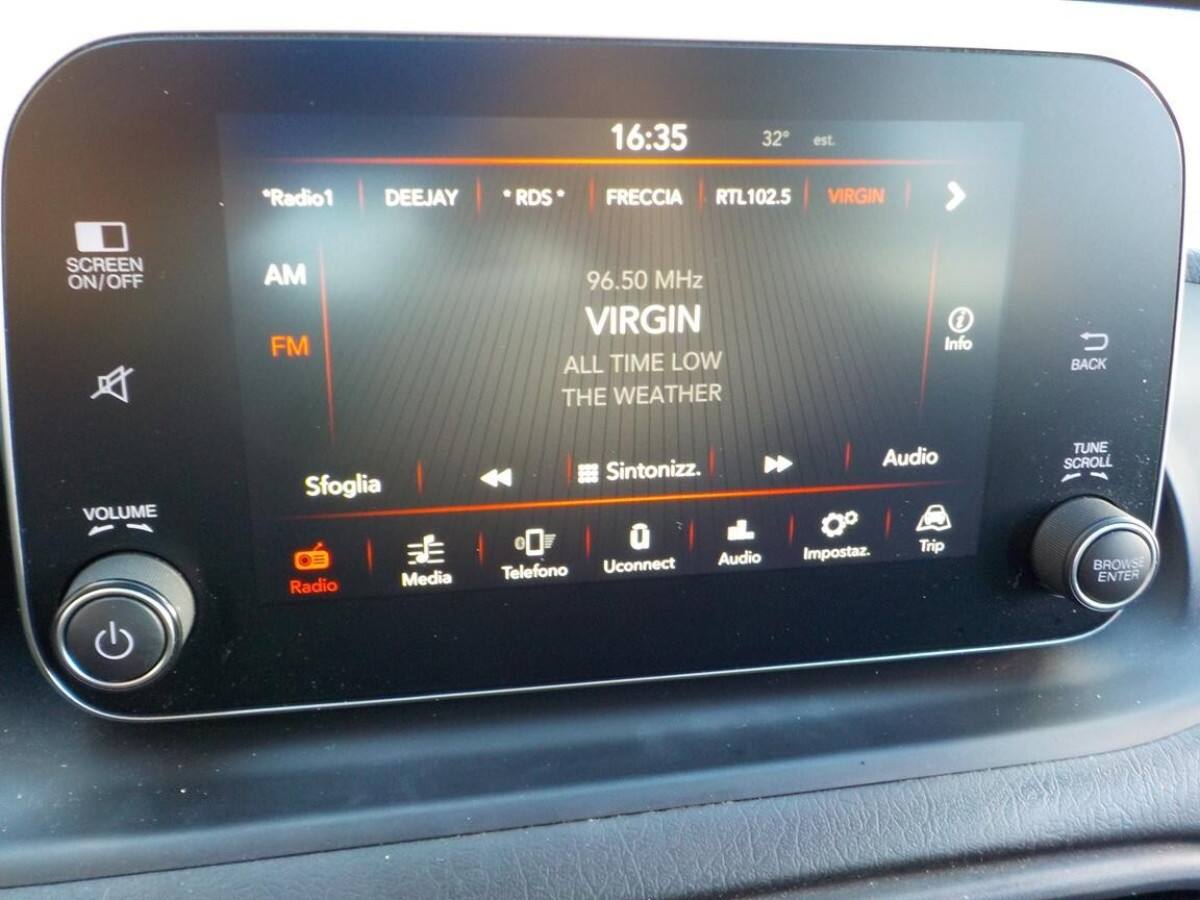 16:35 32° est.
*Radio1 DEEJAY * RDS * FRECCIA RTL102.5 VIRGIN
SCREEN
ON/OFF
AM
FM
96.50 MHz
VIRGIN
ALL TIME LOW
THE WEATHER
Info
BACK
TUNE
SCROLL
Sfoglia Sintonizz. Audio
VOLUME
Radio Media Telefono Uconnect Audio Impostaz. Trip
BROWSE
ENTER